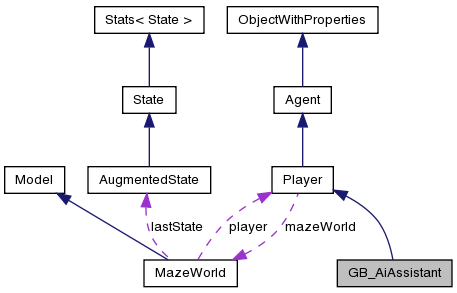 Stats< State >
ObjectWithProperties
State
Agent
Model
AugmentedState
Player
lastState
player
mazeWorld
MazeWorld
GB_AiAssistant